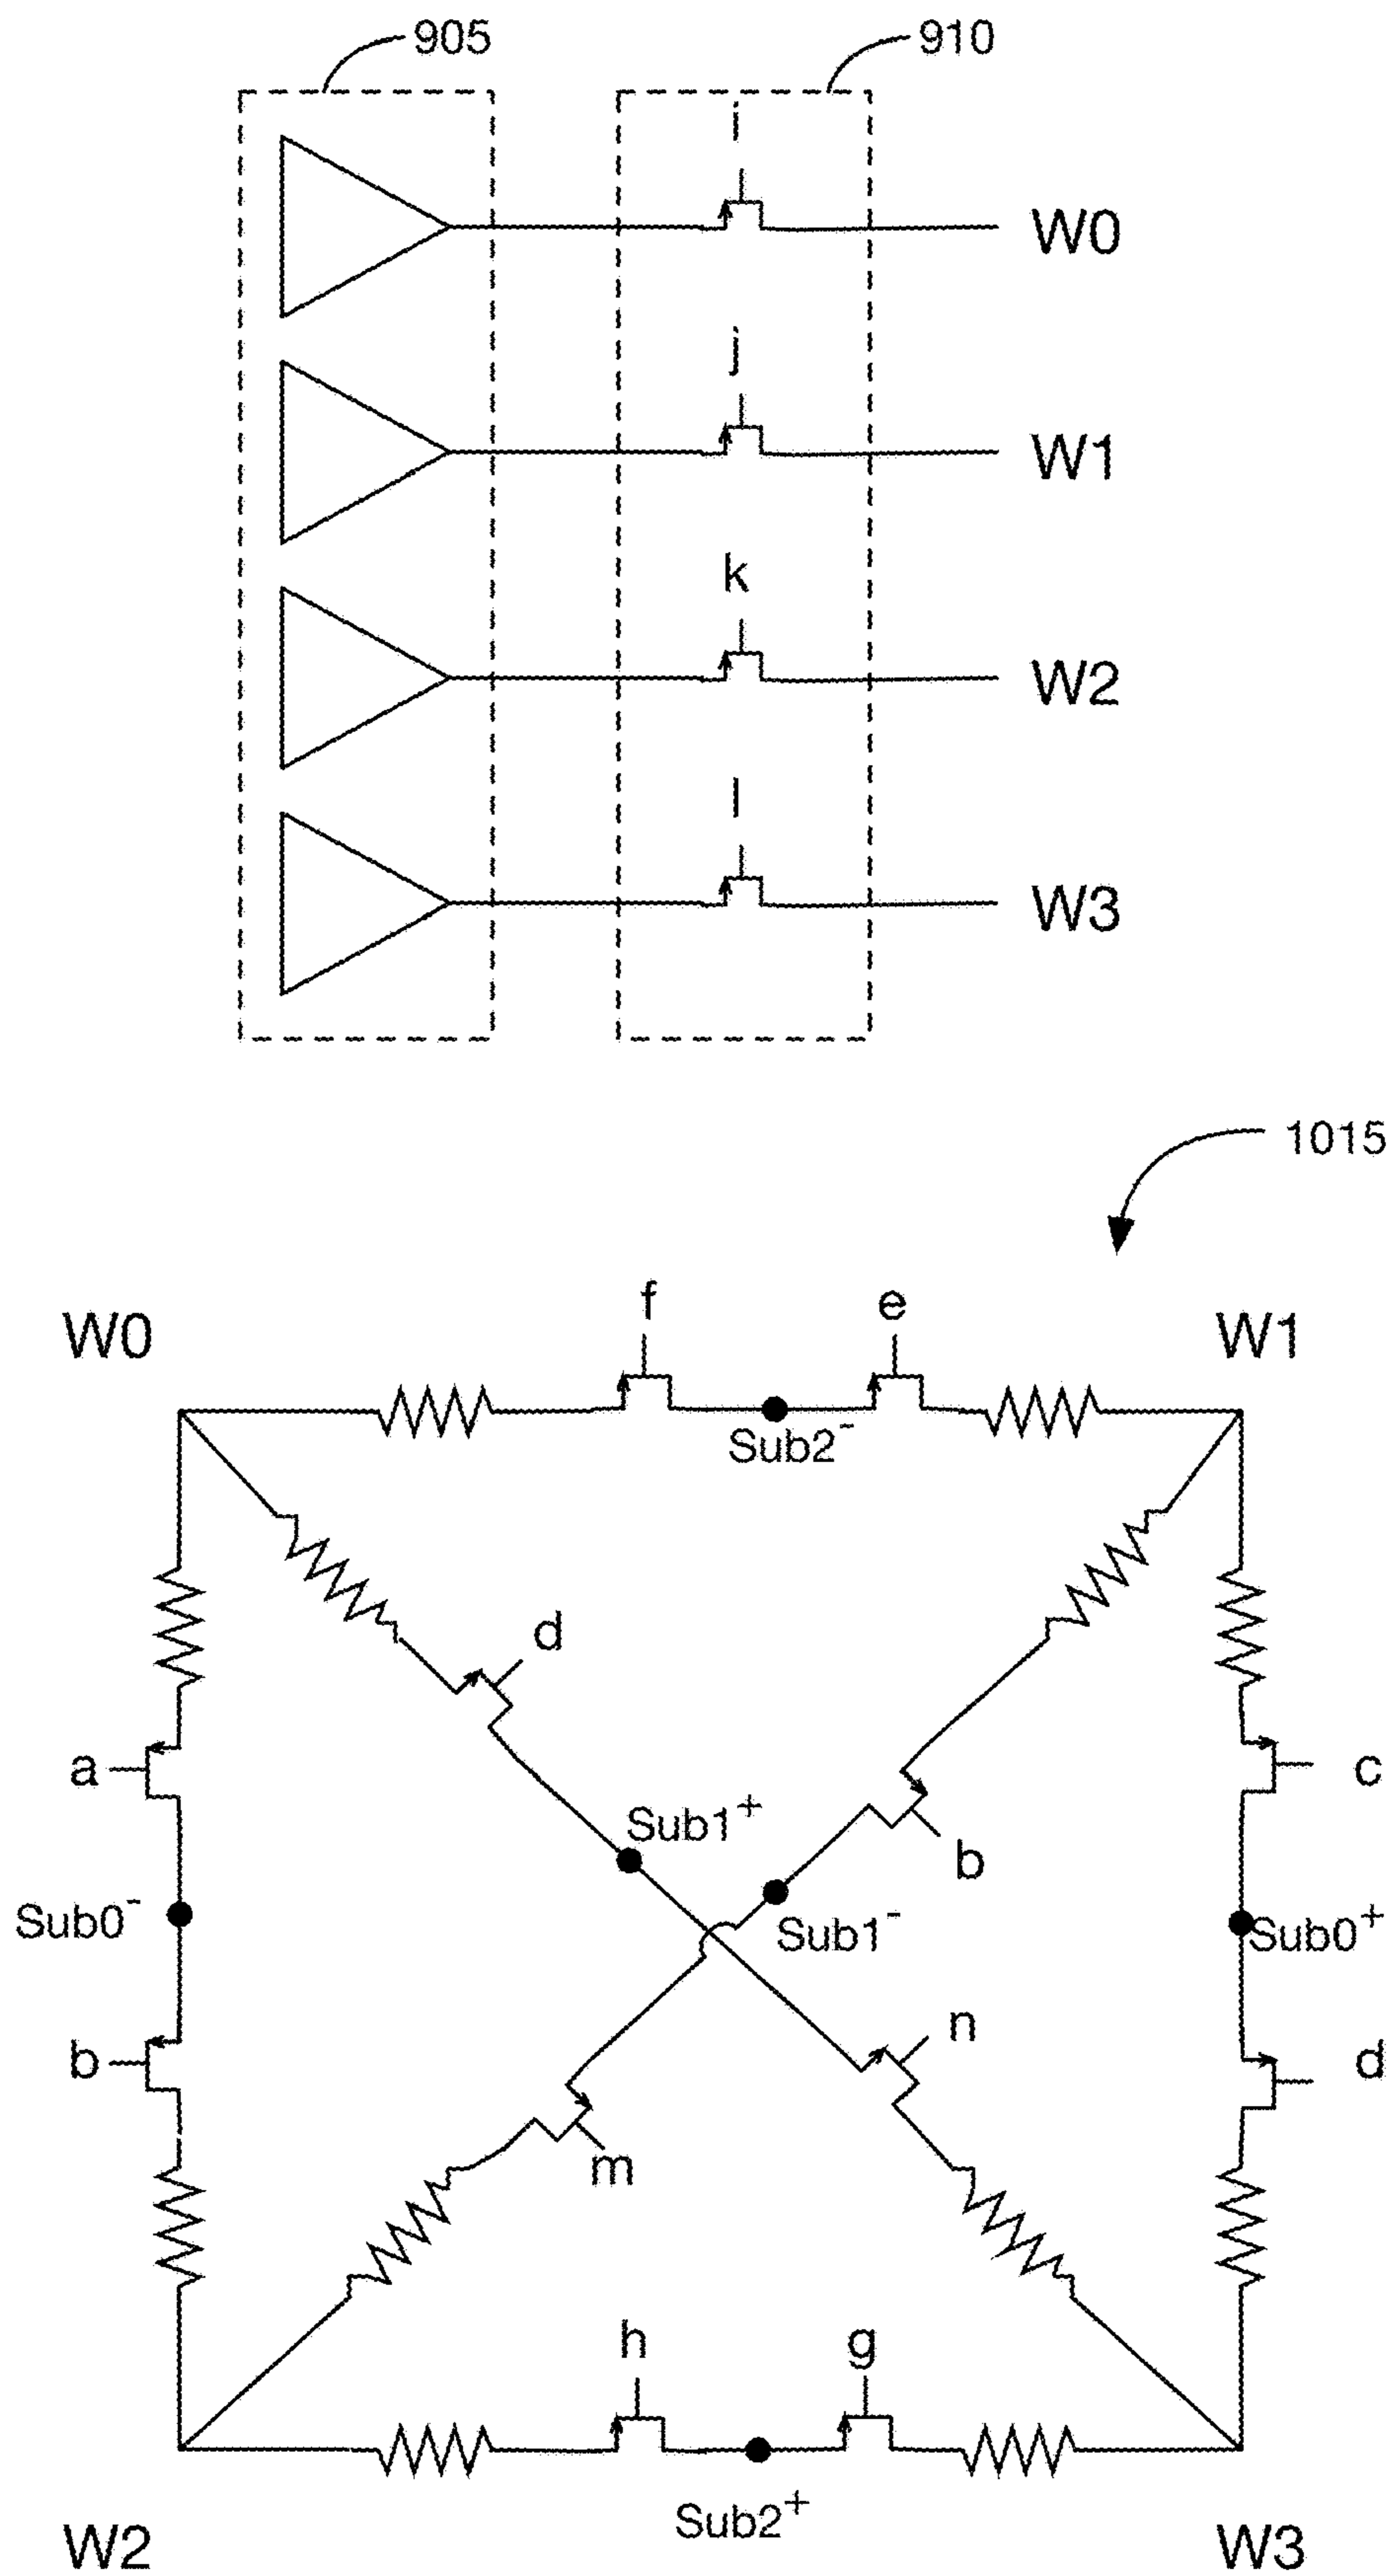 905
910
i
W0
j
W1
k
W2
l
W3
1015
W0
f
e
W1
Sub2-
d
a
c
Sub1+
b
Sub0-
Sub1-
Sub0+
n
b
d
m
h
g
Sub2+
W2
W3